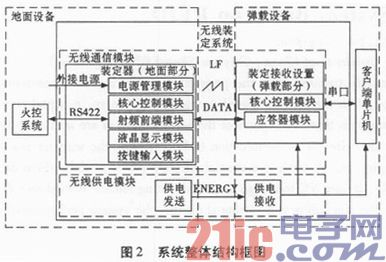 地面设备
无线装定系统
弹载设备
无线通信模块
装定器(地面部分)
外接电源
电源管理模块
核心控制模块
RS422
射频前端模块
液晶显示模块
按键输入模块
火控系统
LF
DATA
装定接收设置
(弹载部分)
核心控制模块
应答器模块
串口
客户端单片机
无线供电模块
供电发送
ENERGY
供电接收
图2 系统整体结构框图
21ic电子网
.com